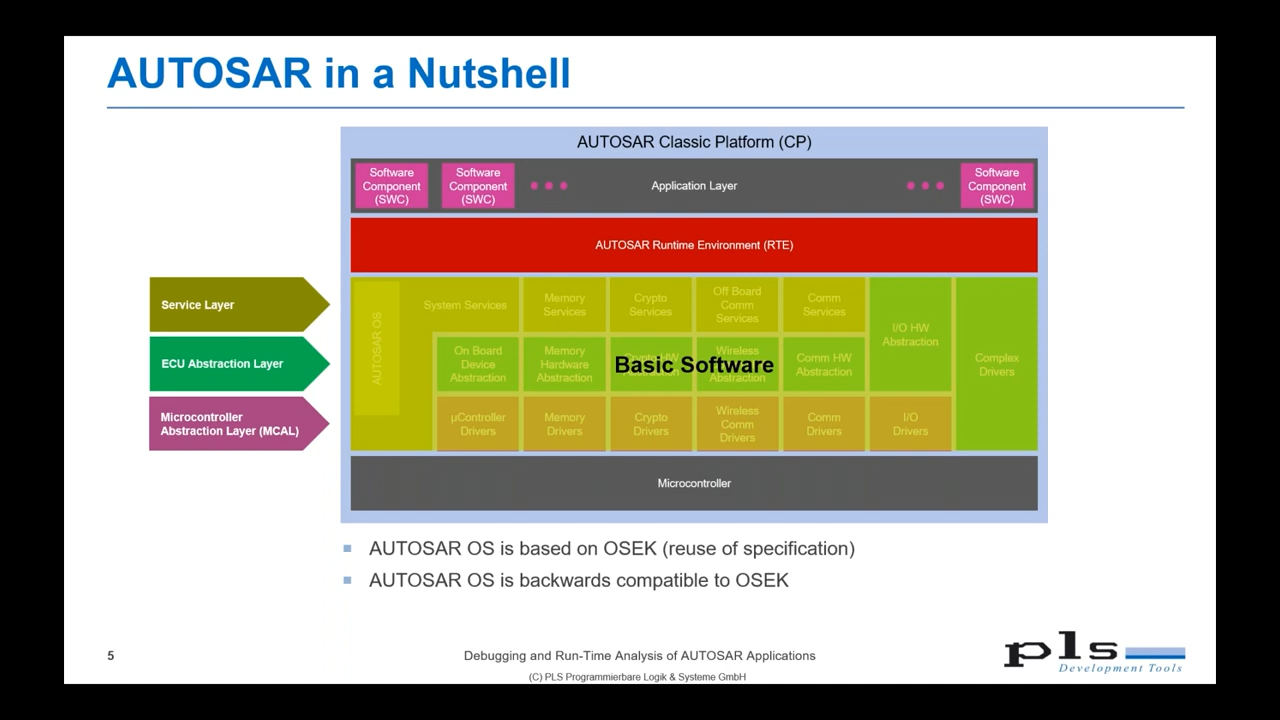 AUTOSAR in a Nutshell
AUTOSAR Classic Platform (CP)
Software
Component
(SWC)
Software
Component
(SWC)
Application Layer
Software
Component
(SWC)
AUTOSAR Runtime Environment (RTE)
Service Layer
ECU Abstraction Layer
Microcontroller
Abstraction Layer (MCAL)
AUTOSAR OS
System Services
Memory
Services
Crypto
Services
Off Board
Comm
Services
Comm
Services
I/O HW
Abstraction
Complex
Drivers
On Board
Device
Abstraction
Memory
Hardware
Abstraction
Crypto HW
Abstraction
Wireless
Abstraction
Comm HW
Abstraction
Basic Software
µController
Drivers
Memory
Drivers
Crypto
Drivers
Wireless
Comm
Drivers
Comm
Drivers
I/O
Drivers
Microcontroller
AUTOSAR OS is based on OSEK (reuse of specification)
AUTOSAR OS is backwards compatible to OSEK
5
Debugging and Run-Time Analysis of AUTOSAR Applications
(C) PLS Programmierbare Logik & Systeme GmbH
pls
Development Tools